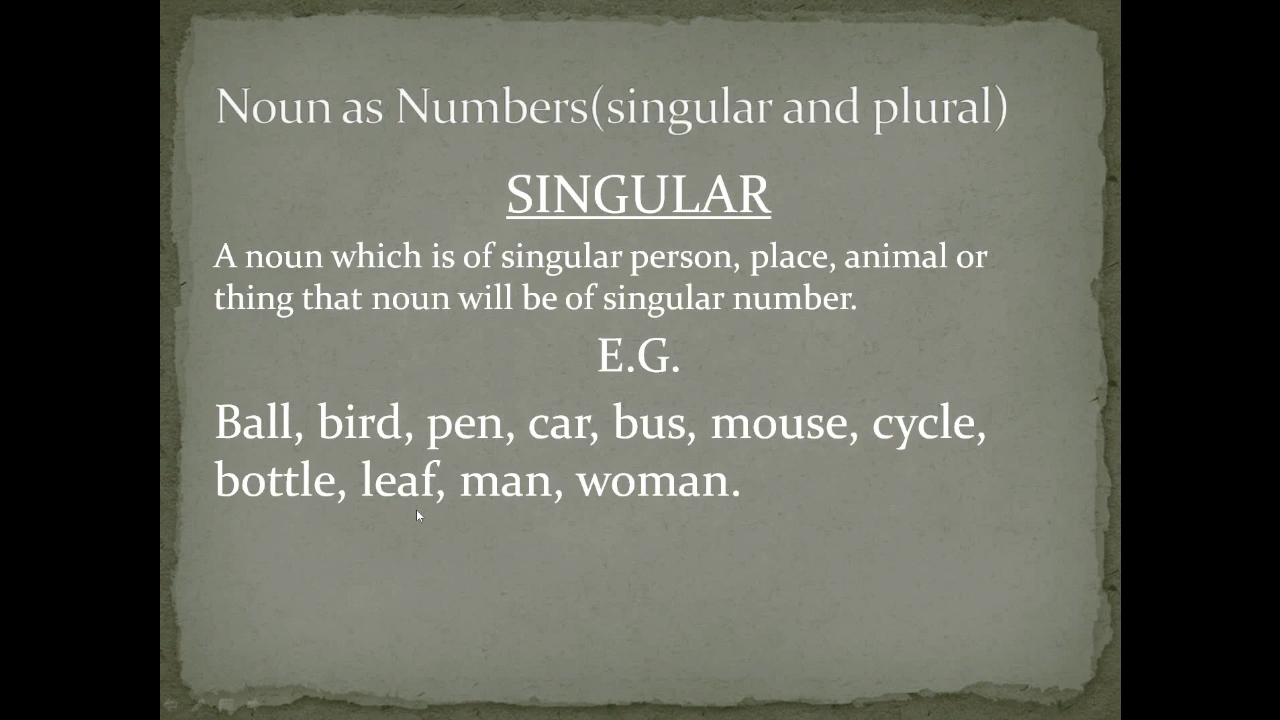 Noun as Numbers(singular and plural)
SINGULAR
A noun which is of singular person, place, animal or
thing that noun will be of singular number.
E.G.
Ball, bird, pen, car, bus, mouse, cycle,
bottle, leaf, man, woman.